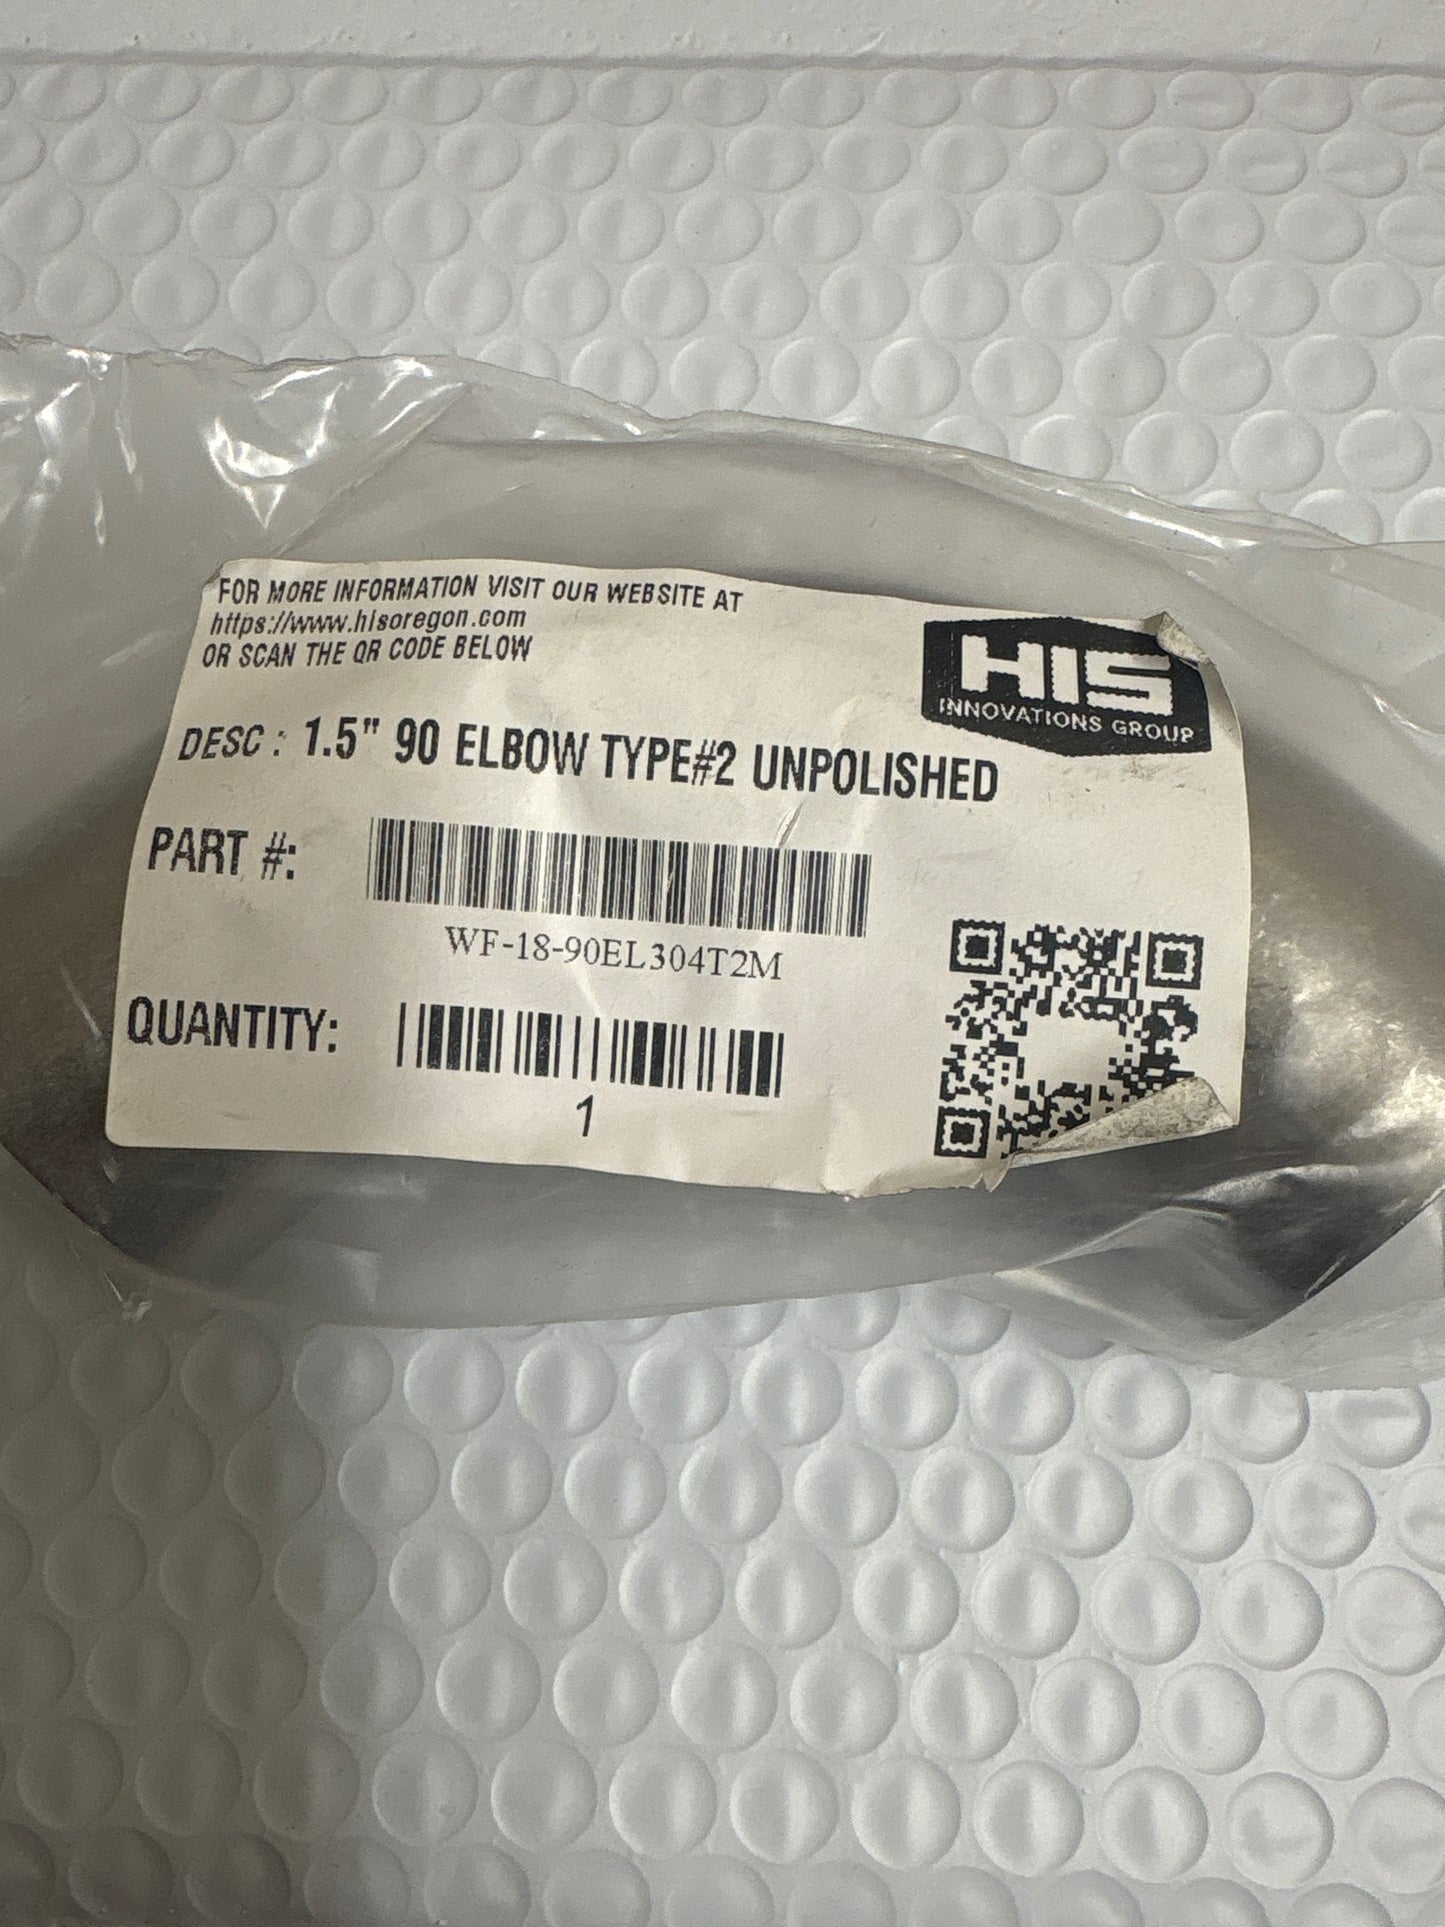 FOR MORE INFORMATION VISIT OUR WEBSITE AT
https://www.hisoregon.com
OR SCAN THE QR CODE BELOW
HIS
INNOVATIONS GROUP
DESC : 1.5" 90 ELBOW TYPE#2 UNPOLISHED
PART #:
WF-18-90EL304T2M
QUANTITY:
1